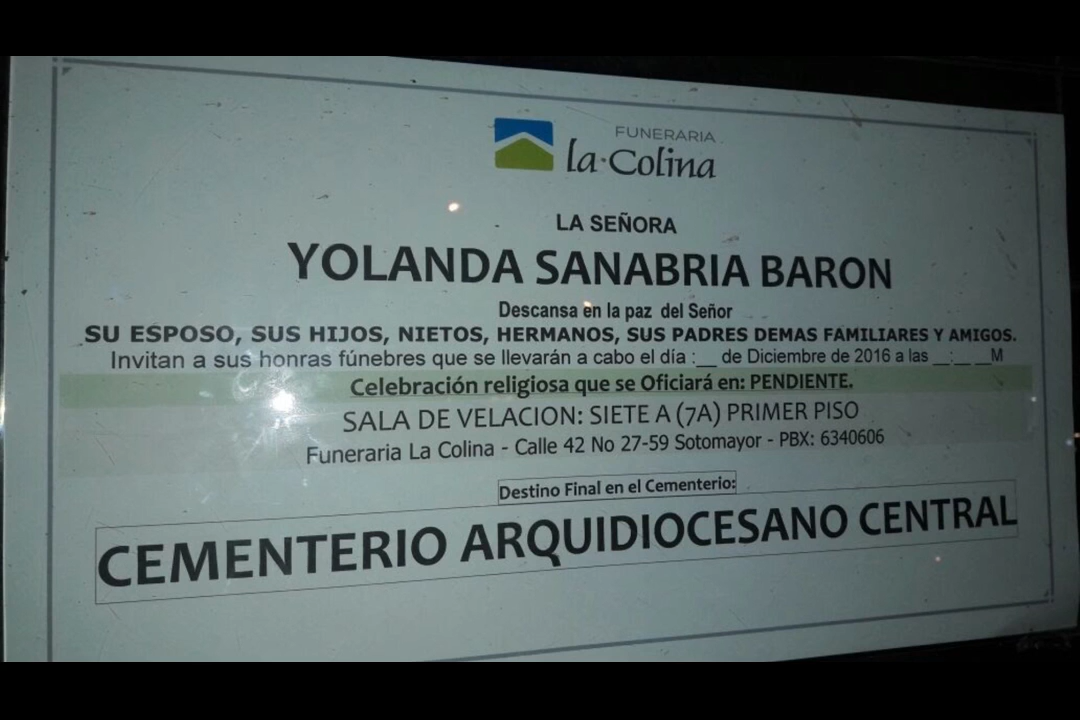 FUNERARIA
la·Colina
LA SEÑORA
YOLANDA SANABRIA BARON
Descansa en la paz del Señor
SU ESPOSO, SUS HIJOS, NIETOS, HERMANOS, SUS PADRES DEMAS FAMILIARES Y AMIGOS.
Invitan a sus honras fúnebres que se llevarán a cabo el día :__ de Diciembre de 2016 a las __:__ __M
Celebración religiosa que se Oficiará en: PENDIENTE.
SALA DE VELACION: SIETE A (7A) PRIMER PISO
Funeraria La Colina - Calle 42 No 27-59 Sotomayor - PBX: 6340606
Destino Final en el Cementerio:
CEMENTERIO ARQUIDIOCESANO CENTRAL